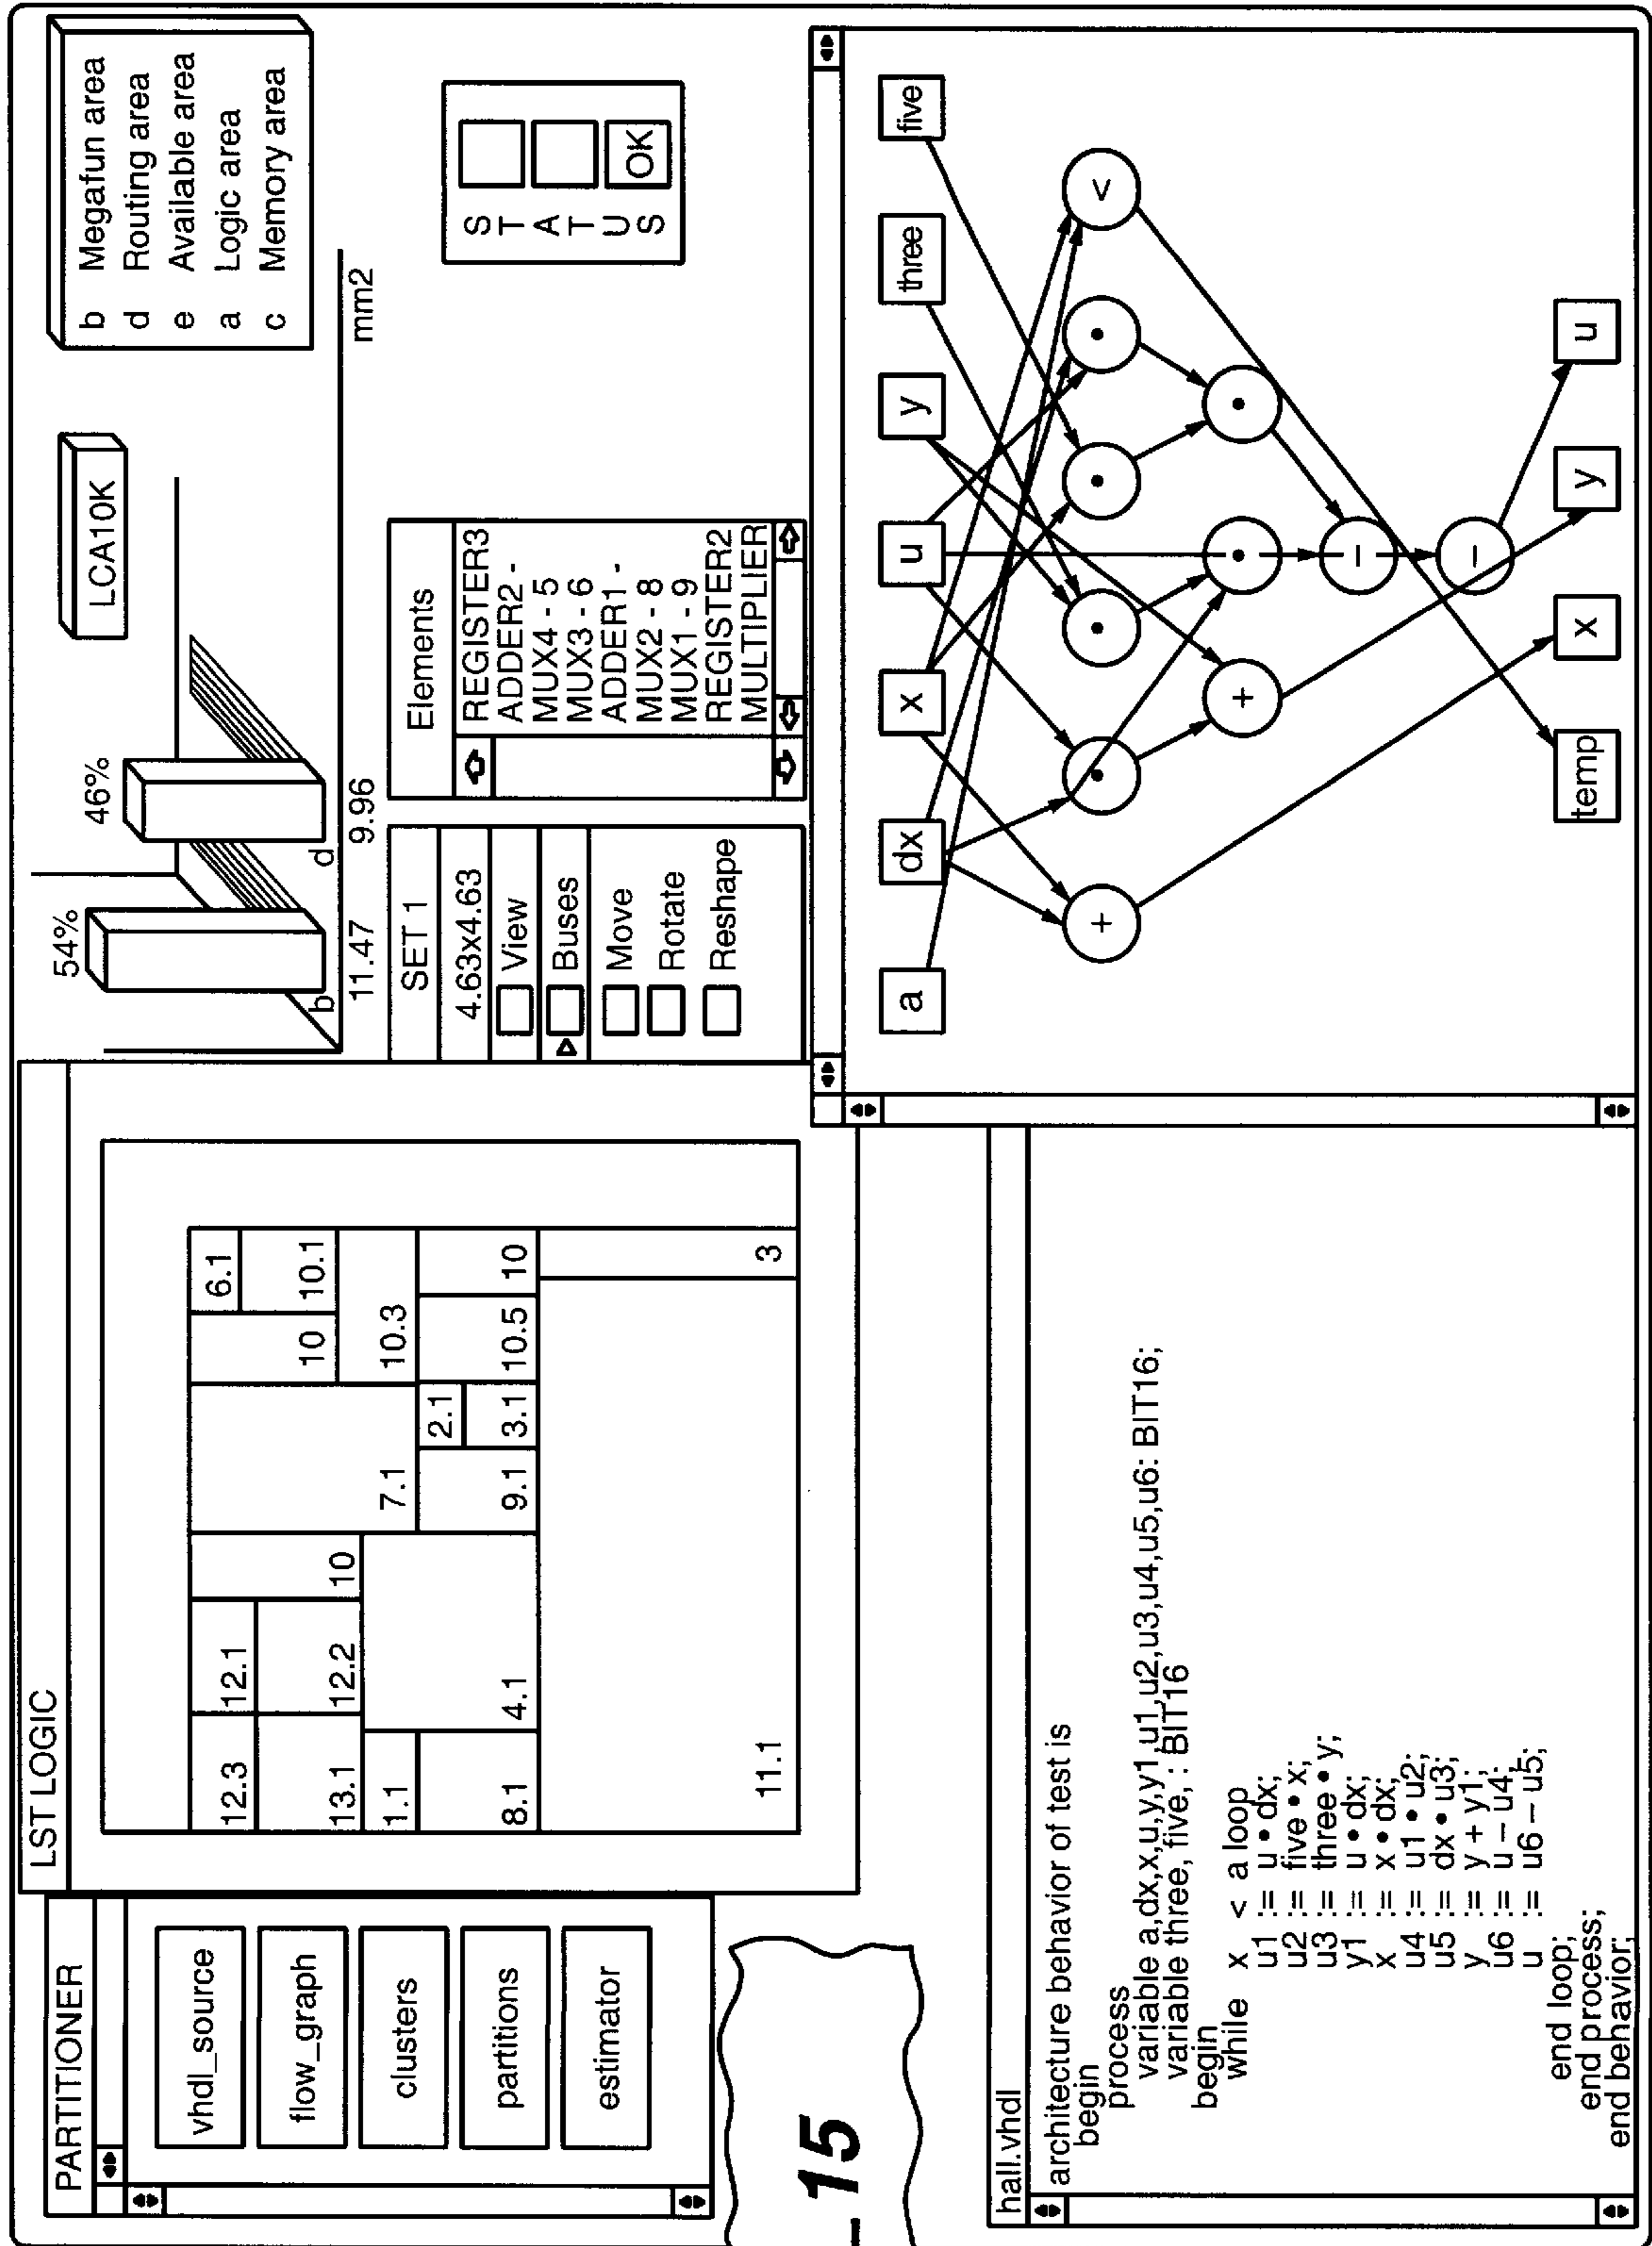 PARTITIONER
vhdl_source
flow_graph
clusters
partitions
estimator
LST LOGIC
12.3
12.1
10
10
6.1
13.1
12.2
7.1
10.1
10.3
1.1
4.1
2.1
8.1
9.1
3.1
10.5
10
11.1
3
54%
46%
b
d
11.47
9.96
mm2
LCA10K
b Megafun area
d Routing area
e Available area
a Logic area
c Memory area
SET 1
4.63x4.63
View
Buses
Move
Rotate
Reshape
Elements
REGISTER3
ADDER2 -
MUX4 - 5
MUX3 - 6
ADDER1 -
MUX2 - 8
MUX1 - 9
REGISTER2
MULTIPLIER
STATUS
OK
– 15
hall.vhdl
architecture behavior of test is
begin
process
variable a,dx,x,u,y,y1,u1,u2,u3,u4,u5,u6: BIT16;
variable three, five, : BIT16
begin
while x < a loop
u1 := u • dx;
u2 := five • x;
u3 := three • y;
y1 := u • dx;
x := x • dx;
u4 := u1 • u2;
u5 := dx • u3;
y := y + y1;
u6 := u – u4;
u := u6 – u5;
end loop;
end process;
end behavior;
a
dx
x
u
y
three
five
+
•
•
•
•
<
+
•
•
–
–
temp
x
y
u